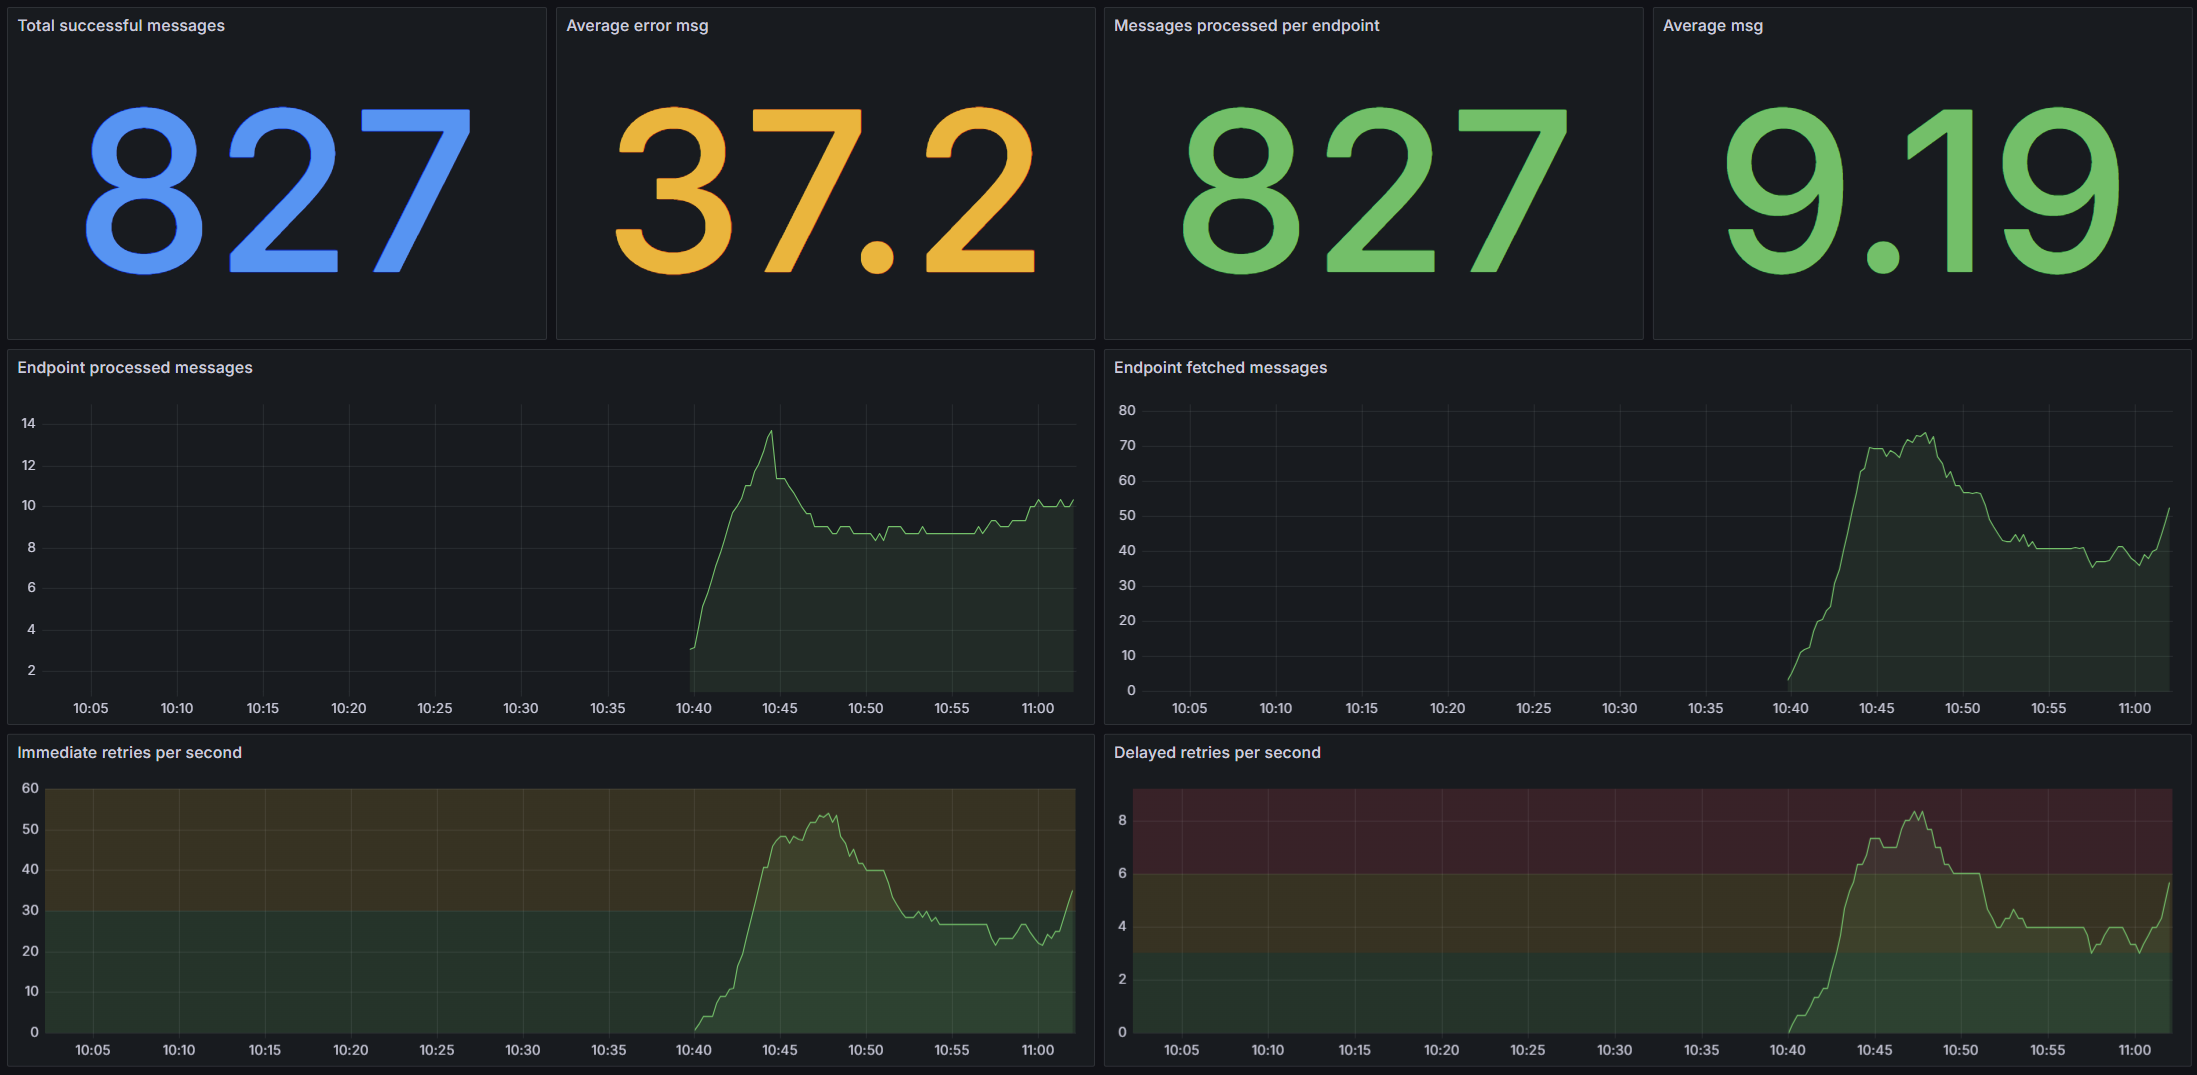 Total successful messages
827
Average error msg
37.2
Messages processed per endpoint
827
Average msg
9.19
Endpoint processed messages
14
12
10
8
6
4
2
10:05 10:10 10:15 10:20 10:25 10:30 10:35 10:40 10:45 10:50 10:55 11:00
Endpoint fetched messages
80
70
60
50
40
30
20
10
0
10:05 10:10 10:15 10:20 10:25 10:30 10:35 10:40 10:45 10:50 10:55 11:00
Immediate retries per second
60
50
40
30
20
10
0
10:05 10:10 10:15 10:20 10:25 10:30 10:35 10:40 10:45 10:50 10:55 11:00
Delayed retries per second
8
6
4
2
0
10:05 10:10 10:15 10:20 10:25 10:30 10:35 10:40 10:45 10:50 10:55 11:00